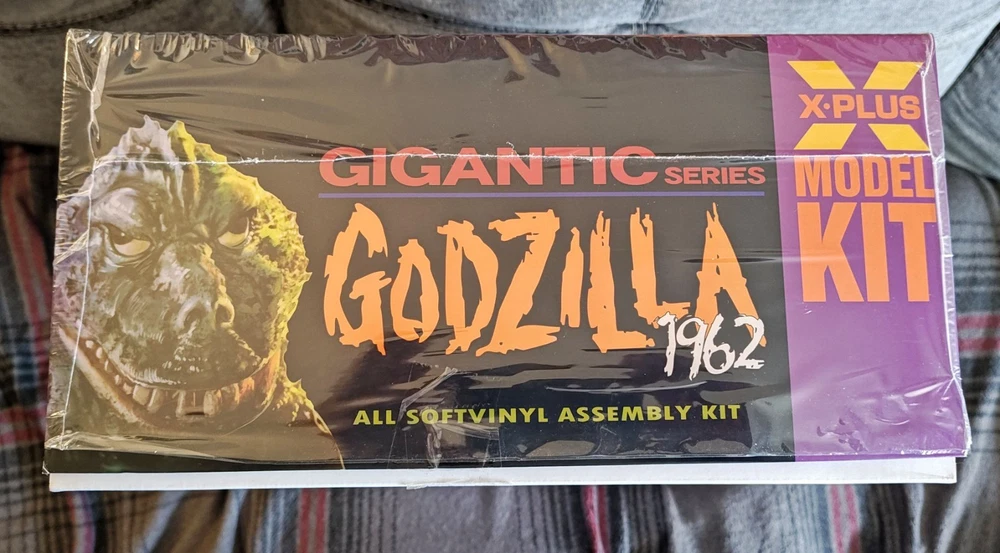 GIGANTIC SERIES
GODZILLA
1962
ALL SOFTVINYL ASSEMBLY KIT
X•PLUS
MODEL
KIT